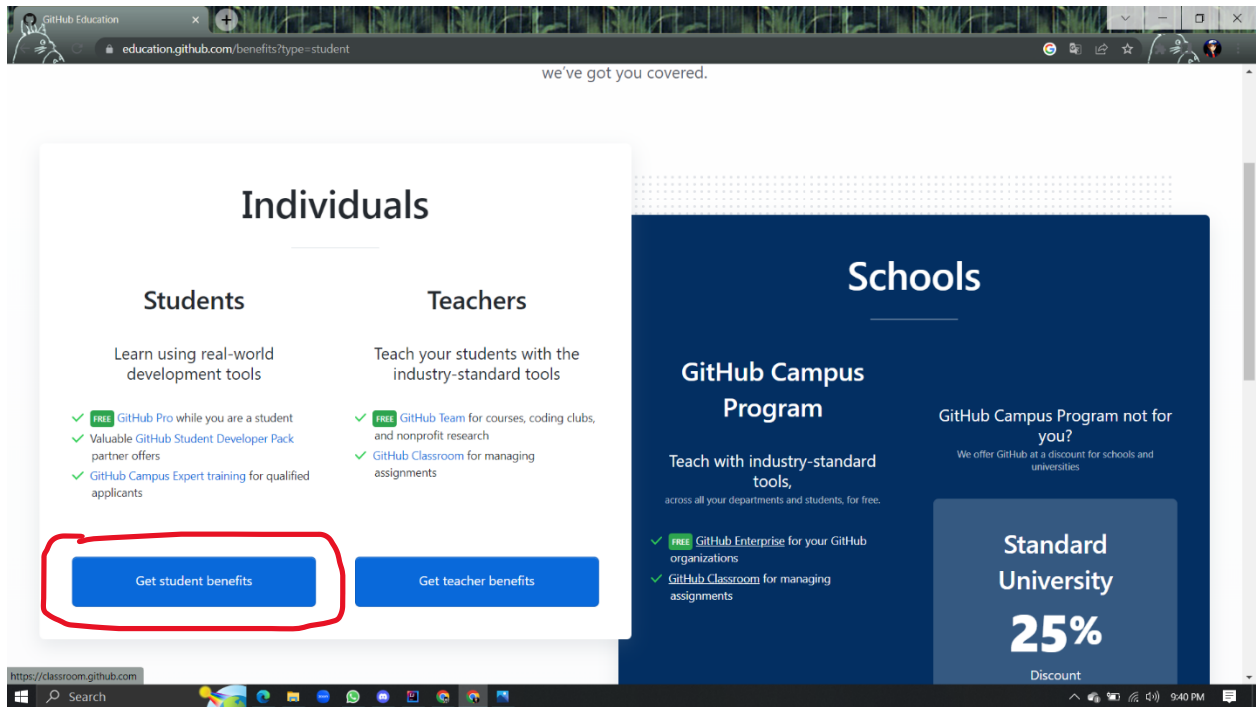 GitHub Education
education.github.com/benefits?type=student
we've got you covered.
Individuals
Students
Learn using real-world
development tools
FREE GitHub Pro while you are a student
Valuable GitHub Student Developer Pack
partner offers
GitHub Campus Expert training for qualified
applicants
Get student benefits
Teachers
Teach your students with the
industry-standard tools
FREE GitHub Team for courses, coding clubs,
and nonprofit research
GitHub Classroom for managing
assignments
Get teacher benefits
Schools
GitHub Campus
Program
Teach with industry-standard
tools,
across all your departments and students, for free.
FREE GitHub Enterprise for your GitHub
organizations
GitHub Classroom for managing
assignments
GitHub Campus Program not for
you?
We offer GitHub at a discount for schools and
universities
Standard
University
25%
Discount
https://classroom.github.com
Search
9:40 PM